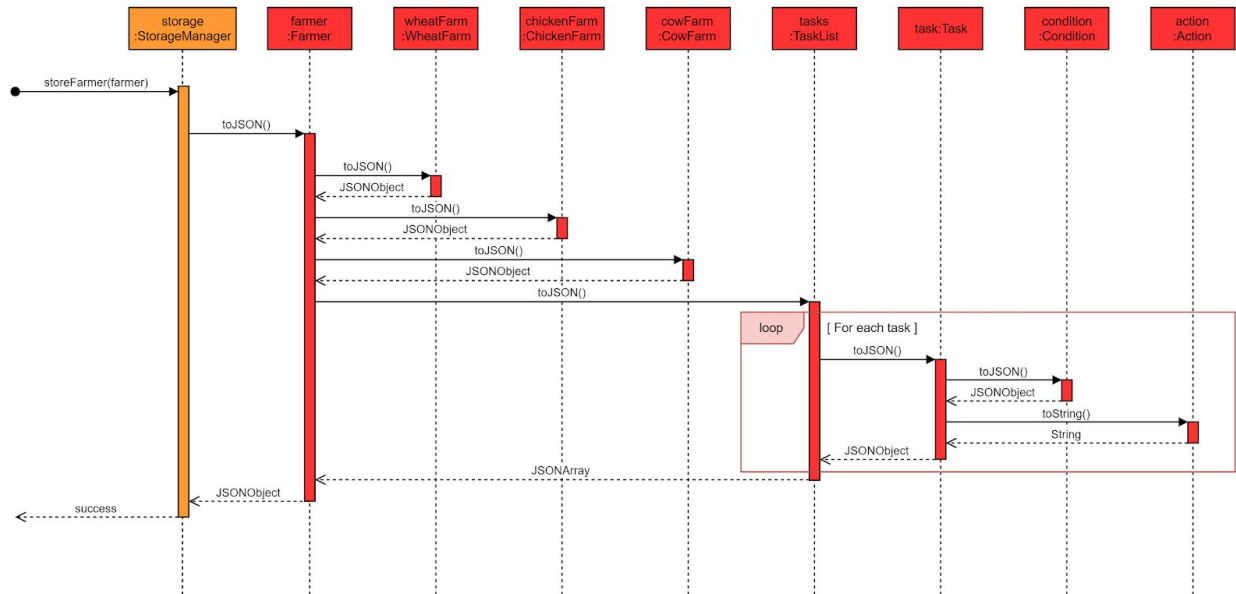 storage
:StorageManager
farmer
:Farmer
wheatFarm
:WheatFarm
chickenFarm
:ChickenFarm
cowFarm
:CowFarm
tasks
:TaskList
task:Task
condition
:Condition
action
:Action
storeFarmer(farmer)
toJSON()
toJSON()
JSONObject
toJSON()
JSONObject
toJSON()
JSONObject
toJSON()
loop
[ For each task ]
toJSON()
toJSON()
JSONObject
toString()
String
JSONObject
JSONArray
JSONObject
success